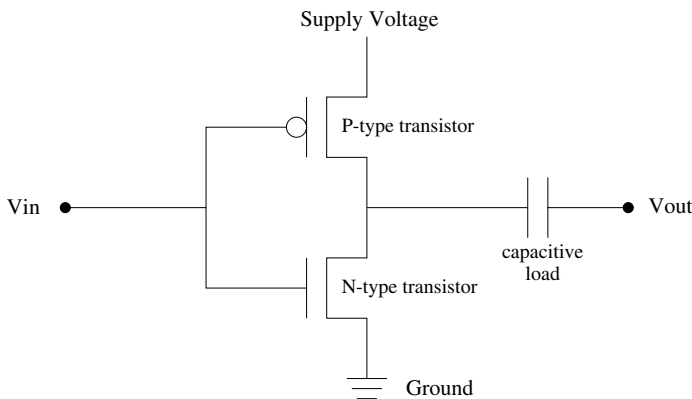 Supply Voltage
P-type transistor
Vin
Vout
capacitive
load
N-type transistor
Ground